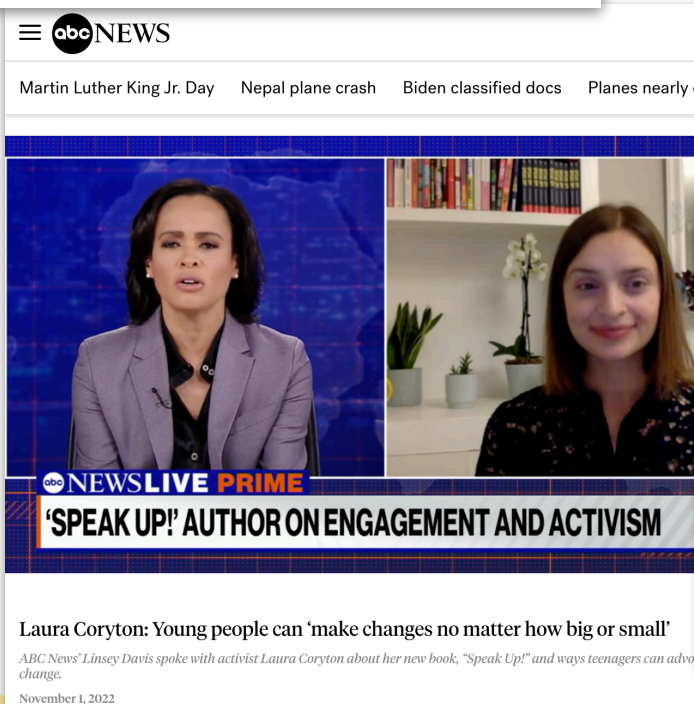 abc NEWS
Martin Luther King Jr. Day Nepal plane crash Biden classified docs Planes nearly
abc NEWS LIVE PRIME
‘SPEAK UP!’ AUTHOR ON ENGAGEMENT AND ACTIVISM
Laura Coryton: Young people can ‘make changes no matter how big or small’
ABC News’ Linsey Davis spoke with activist Laura Coryton about her new book, “Speak Up!” and ways teenagers can advo
change.
November 1, 2022